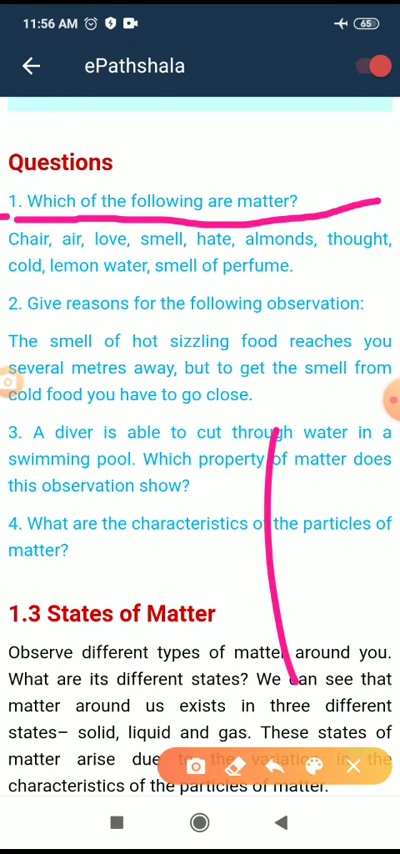 11:56 AM
65
ePathshala
Questions
1. Which of the following are matter?
Chair, air, love, smell, hate, almonds, thought,
cold, lemon water, smell of perfume.
2. Give reasons for the following observation:
The smell of hot sizzling food reaches you
several metres away, but to get the smell from
cold food you have to go close.
3. A diver is able to cut through water in a
swimming pool. Which property of matter does
this observation show?
4. What are the characteristics of the particles of
matter?
1.3 States of Matter
Observe different types of matter around you.
What are its different states? We can see that
matter around us exists in three different
states– solid, liquid and gas. These states of
matter arise due to the variation in the
characteristics of the particles of matter.